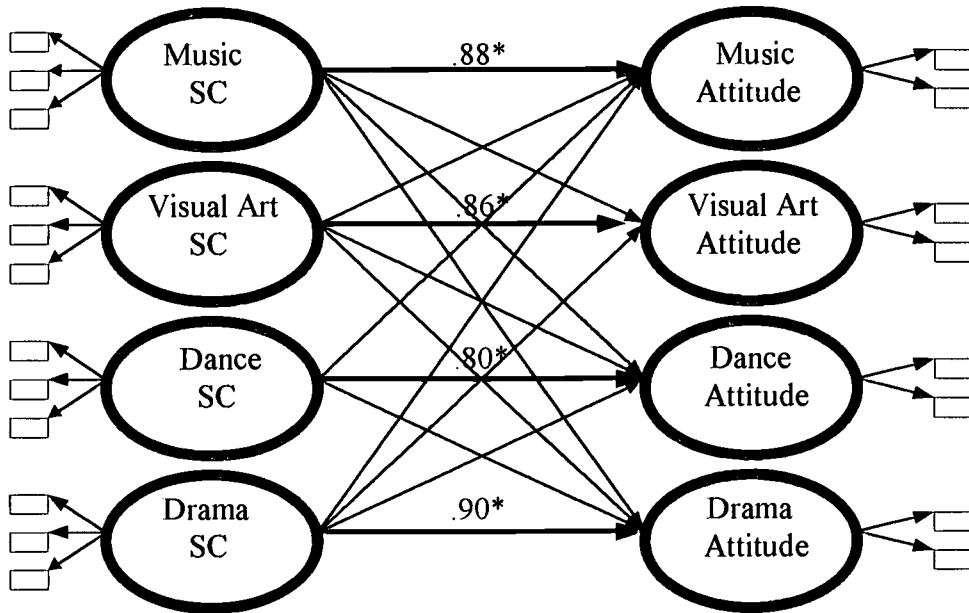 Music
SC
.88*
Music
Attitude
Visual Art
SC
.86*
Visual Art
Attitude
Dance
SC
.80*
Dance
Attitude
Drama
SC
.90*
Drama
Attitude